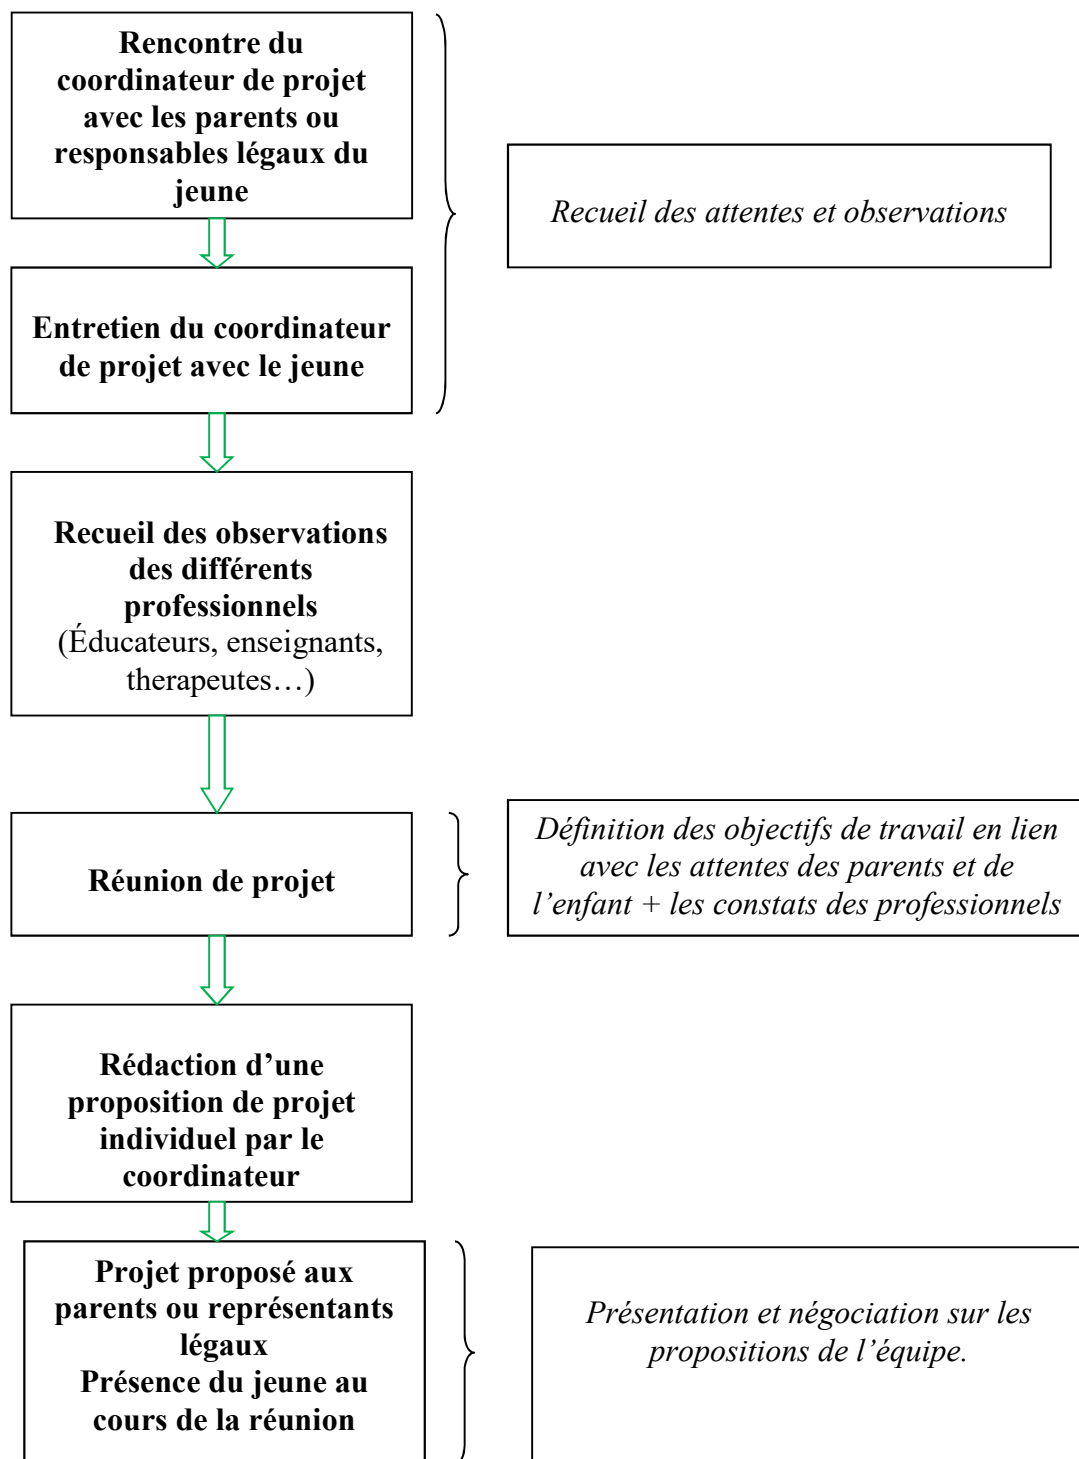 Rencontre du
coordinateur de projet
avec les parents ou
responsables légaux du
jeune
Recueil des attentes et observations
Entretien du coordinateur
de projet avec le jeune
Recueil des observations
des différents
professionnels
(Éducateurs, enseignants,
therapeutes…)
Réunion de projet
Définition des objectifs de travail en lien
avec les attentes des parents et de
l’enfant + les constats des professionnels
Rédaction d’une
proposition de projet
individuel par le
coordinateur
Projet proposé aux
parents ou représentants
légaux
Présence du jeune au
cours de la réunion
Présentation et négociation sur les
propositions de l’équipe.